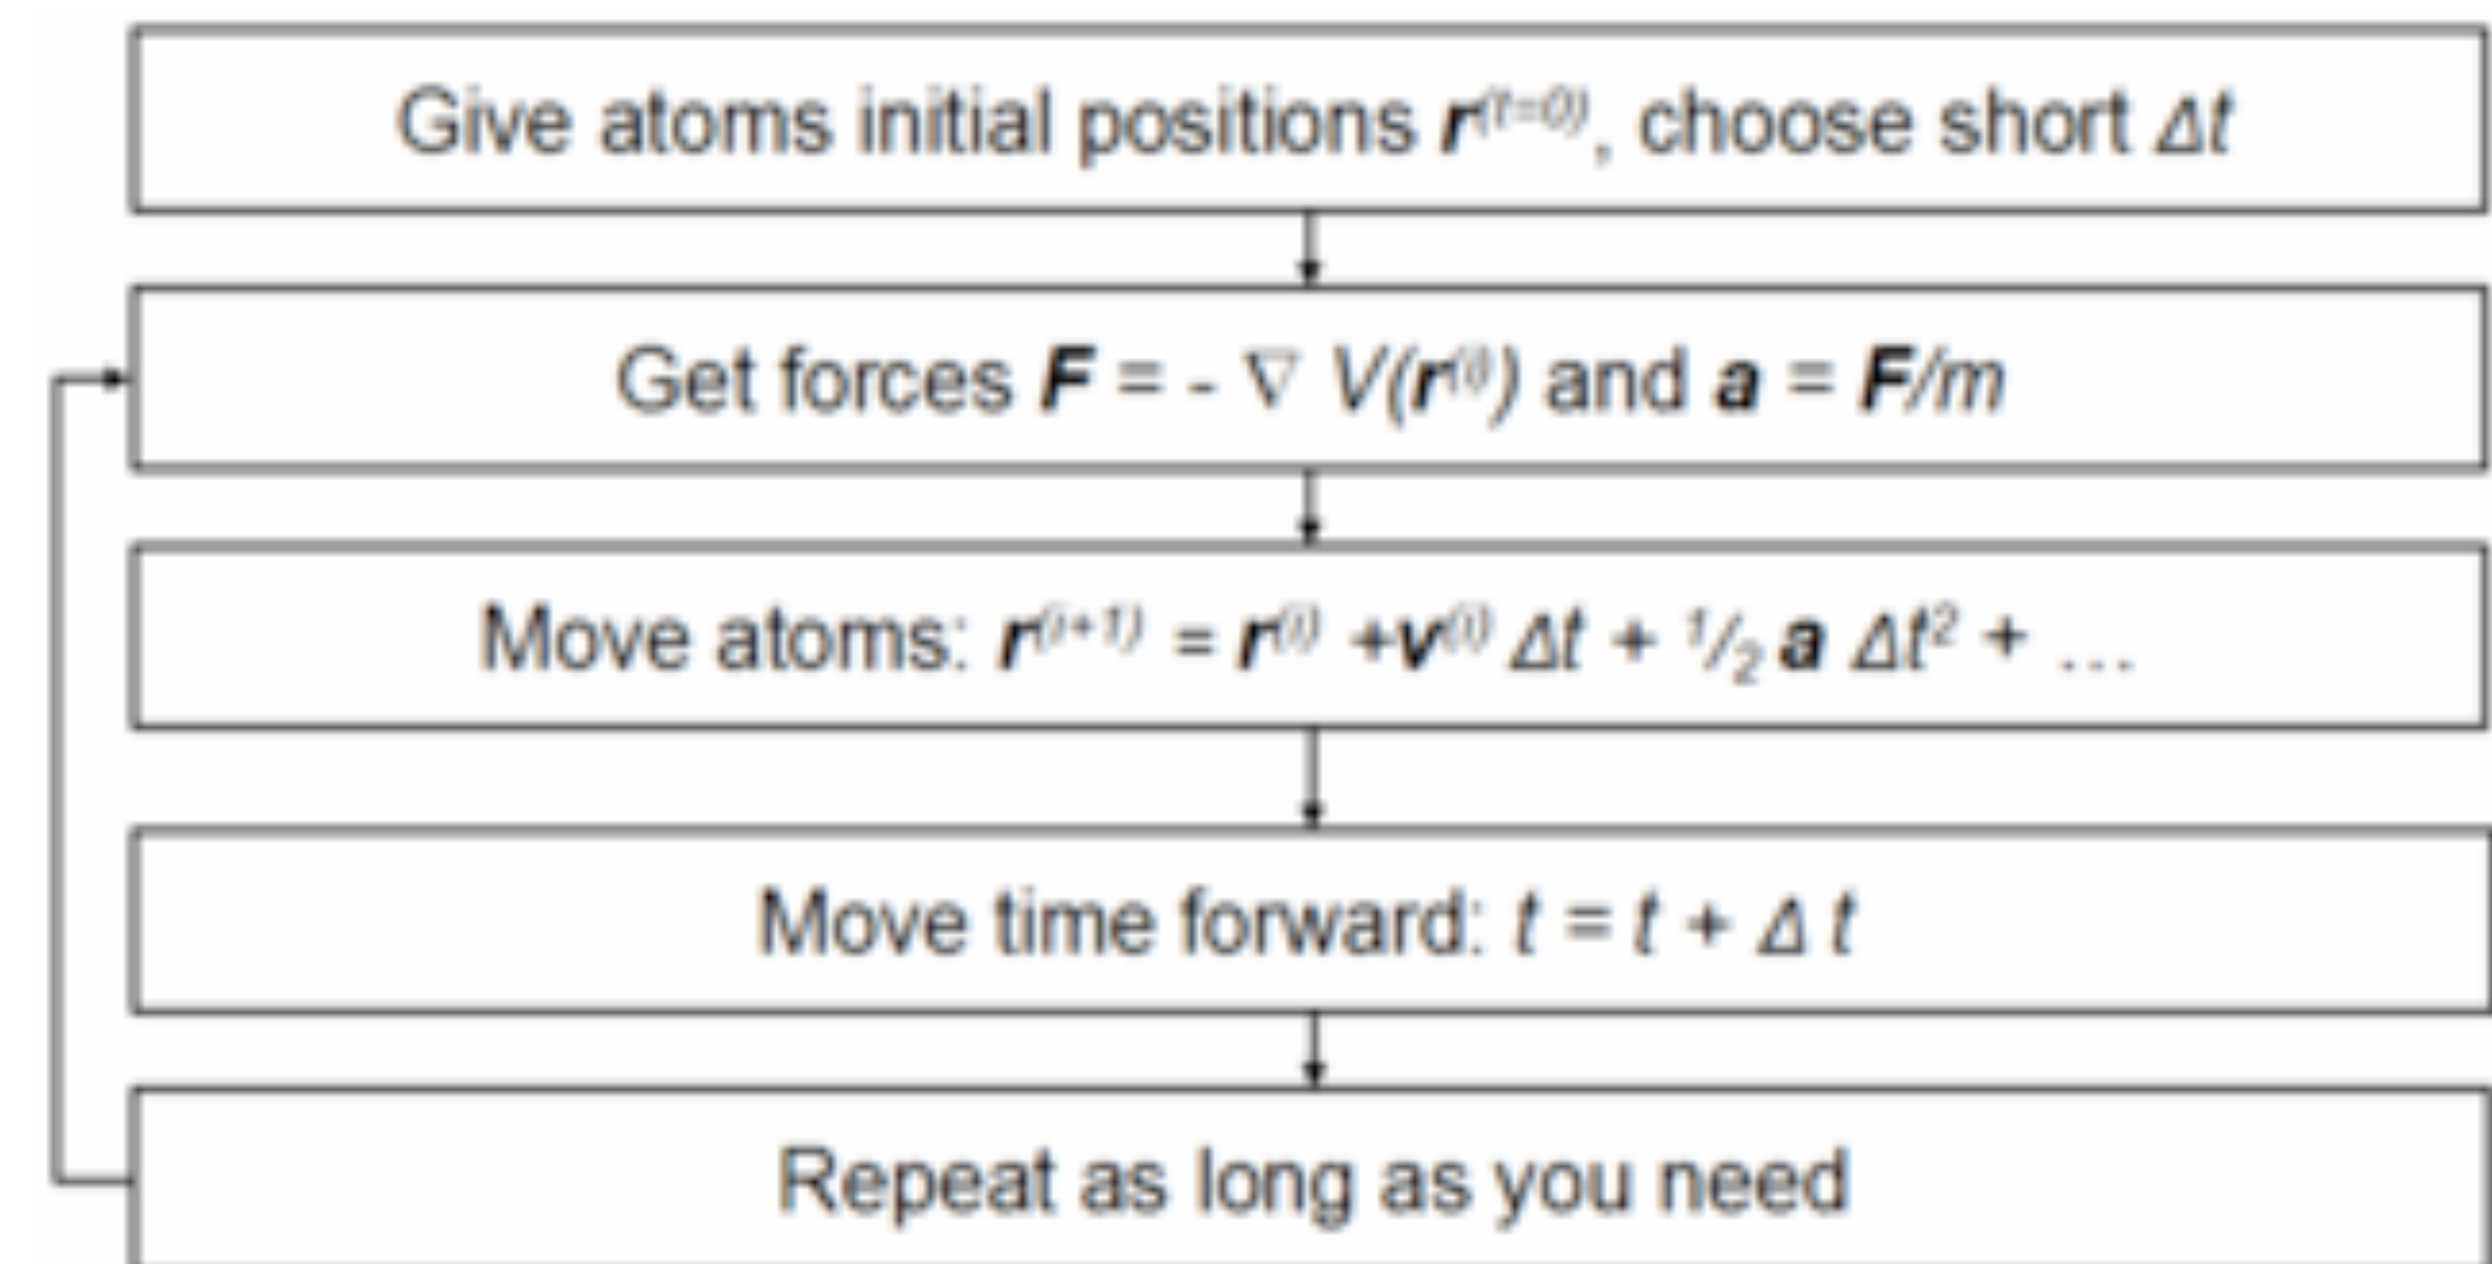 Give atoms initial positions r⁽ᵗ⁼⁰⁾, choose short Δt
Get forces F = - ∇ V(r⁽ⁱ⁾) and a = F/m
Move atoms: r⁽ⁱ⁺¹⁾ = r⁽ⁱ⁾ +v⁽ⁱ⁾ Δt + ¹/₂ a Δt² + ...
Move time forward: t = t + Δ t
Repeat as long as you need